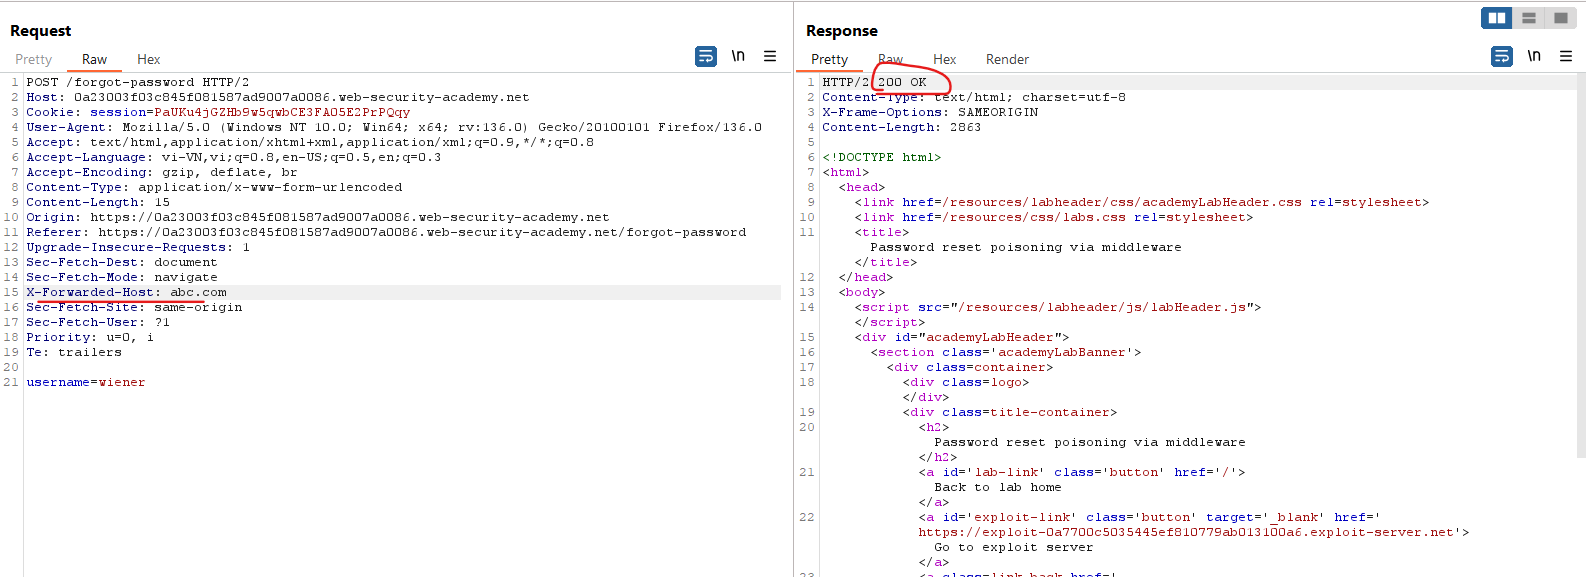 Request
Pretty Raw Hex \n
1 POST /forgot-password HTTP/2
2 Host: 0a23003f03c845f081587ad9007a0086.web-security-academy.net
3 Cookie: session=PaUKu4jGZHb9w5qwbCE3FA05E2PrPQqy
4 User-Agent: Mozilla/5.0 (Windows NT 10.0; Win64; x64; rv:136.0) Gecko/20100101 Firefox/136.0
5 Accept: text/html,application/xhtml+xml,application/xml;q=0.9,*/*;q=0.8
6 Accept-Language: vi-VN,vi;q=0.8,en-US;q=0.5,en;q=0.3
7 Accept-Encoding: gzip, deflate, br
8 Content-Type: application/x-www-form-urlencoded
9 Content-Length: 15
10 Origin: https://0a23003f03c845f081587ad9007a0086.web-security-academy.net
11 Referer: https://0a23003f03c845f081587ad9007a0086.web-security-academy.net/forgot-password
12 Upgrade-Insecure-Requests: 1
13 Sec-Fetch-Dest: document
14 Sec-Fetch-Mode: navigate
15 X-Forwarded-Host: abc.com
16 Sec-Fetch-Site: same-origin
17 Sec-Fetch-User: ?1
18 Priority: u=0, i
19 Te: trailers
20
21 username=wiener
Response
Pretty Raw Hex Render \n
1 HTTP/2 200 OK
2 Content-Type: text/html; charset=utf-8
3 X-Frame-Options: SAMEORIGIN
4 Content-Length: 2863
5
6 <!DOCTYPE html>
7 <html>
8 <head>
9 <link href=/resources/labheader/css/academyLabHeader.css rel=stylesheet>
10 <link href=/resources/css/labs.css rel=stylesheet>
11 <title>
Password reset poisoning via middleware
</title>
12 </head>
13 <body>
14 <script src="/resources/labheader/js/labHeader.js">
</script>
15 <div id="academyLabHeader">
16 <section class='academyLabBanner'>
17 <div class=container>
18 <div class=logo>
</div>
19 <div class=title-container>
20 <h2>
Password reset poisoning via middleware
</h2>
21 <a id='lab-link' class='button' href='/'>
Back to lab home
</a>
22 <a id='exploit-link' class='button' target='_blank' href='
https://exploit-0a7700c5035445ef810779ab013100a6.exploit-server.net'>
Go to exploit server
</a>
23 <a class=link-back href='